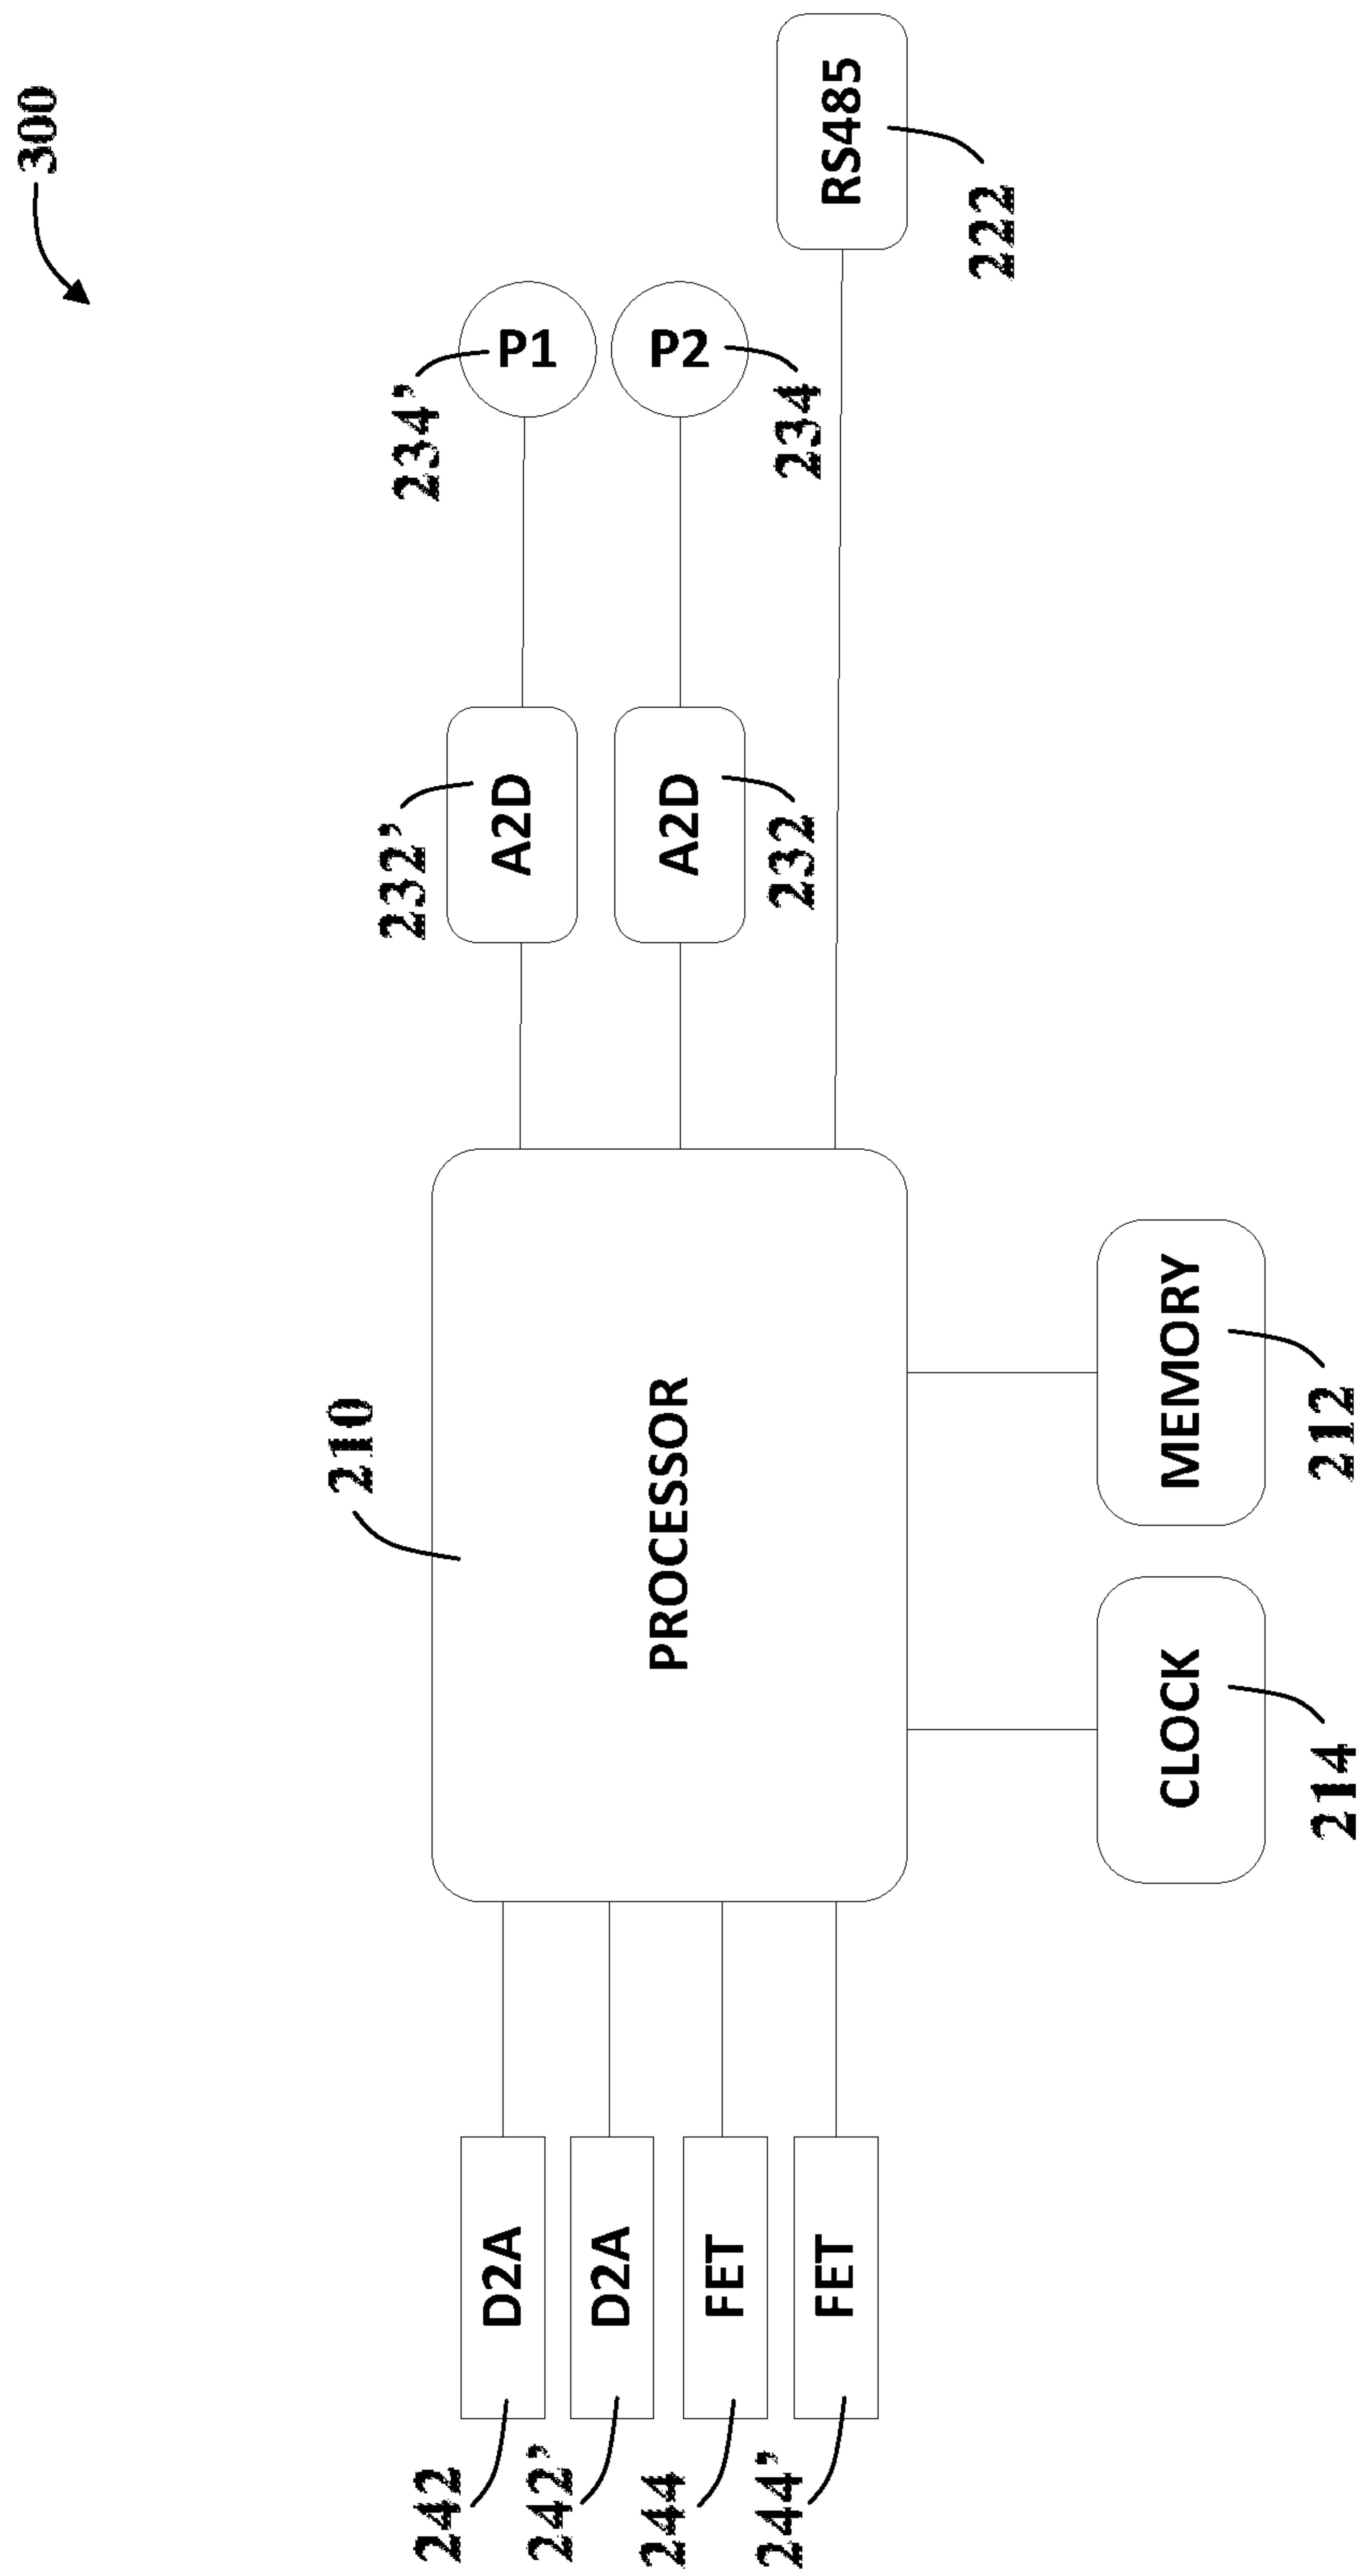 300
234’
P1
P2
234
RS485
222
232’
A2D
A2D
232
210
PROCESSOR
MEMORY
212
CLOCK
214
D2A
242
D2A
242’
FET
244
FET
244’